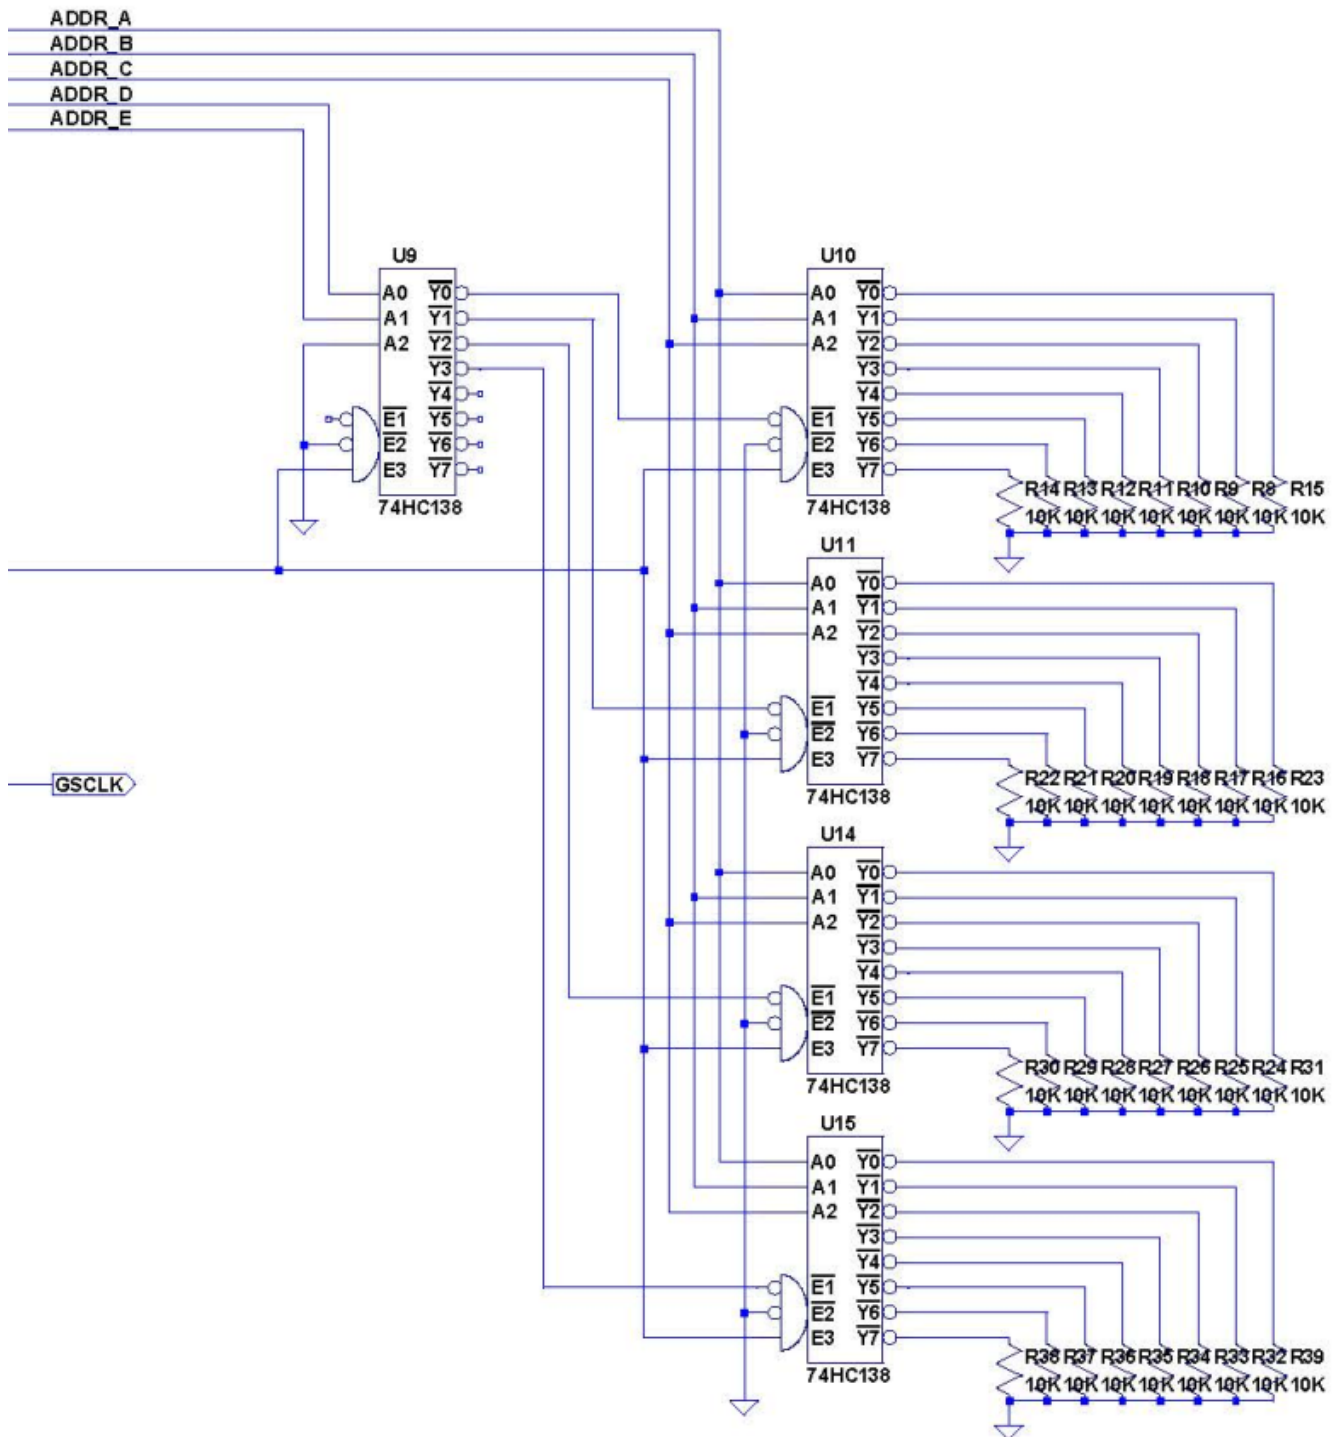 ADDR_A
ADDR_B
ADDR_C
ADDR_D
ADDR_E
U9
A0 Y0
A1 Y1
A2 Y2
Y3
Y4
E1 Y5
E2 Y6
E3 Y7
74HC138
U10
A0 Y0
A1 Y1
A2 Y2
Y3
Y4
E1 Y5
E2 Y6
E3 Y7
74HC138
R14 R13 R12 R11 R10 R9 R8 R15
10K 10K 10K 10K 10K 10K 10K 10K
U11
A0 Y0
A1 Y1
A2 Y2
Y3
Y4
E1 Y5
E2 Y6
E3 Y7
74HC138
R22 R21 R20 R19 R18 R17 R16 R23
10K 10K 10K 10K 10K 10K 10K 10K
GSCLK
U14
A0 Y0
A1 Y1
A2 Y2
Y3
Y4
E1 Y5
E2 Y6
E3 Y7
74HC138
R30 R29 R28 R27 R26 R25 R24 R31
10K 10K 10K 10K 10K 10K 10K 10K
U15
A0 Y0
A1 Y1
A2 Y2
Y3
Y4
E1 Y5
E2 Y6
E3 Y7
74HC138
R38 R37 R36 R35 R34 R33 R32 R39
10K 10K 10K 10K 10K 10K 10K 10K